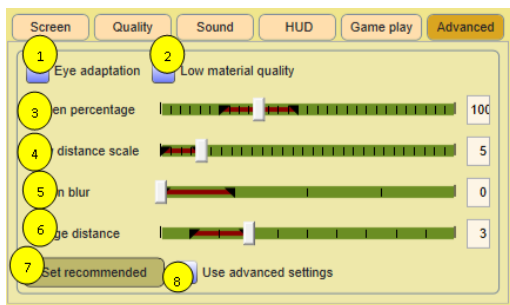 Screen Quality Sound HUD Game play Advanced
1 2
Eye adaptation Low material quality
3 en percentage 100
4 distance scale 5
5 n blur 0
6 ge distance 3
7 Set recommended 8 Use advanced settings